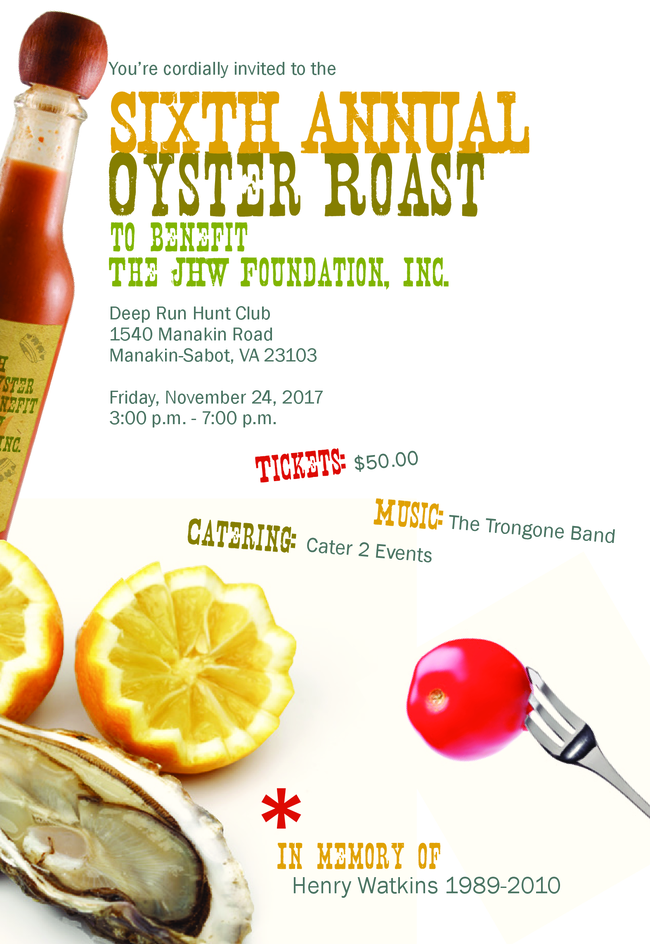 You're cordially invited to the
SIXTH ANNUAL
OYSTER ROAST
TO BENEFIT
THE JHW FOUNDATION, INC.
Deep Run Hunt Club
1540 Manakin Road
Manakin-Sabot, VA 23103
Friday, November 24, 2017
3:00 p.m. - 7:00 p.m.
TICKETS: $50.00
MUSIC: The Trongone Band
CATERING: Cater 2 Events
INC.
*
IN MEMORY OF
Henry Watkins 1989-2010